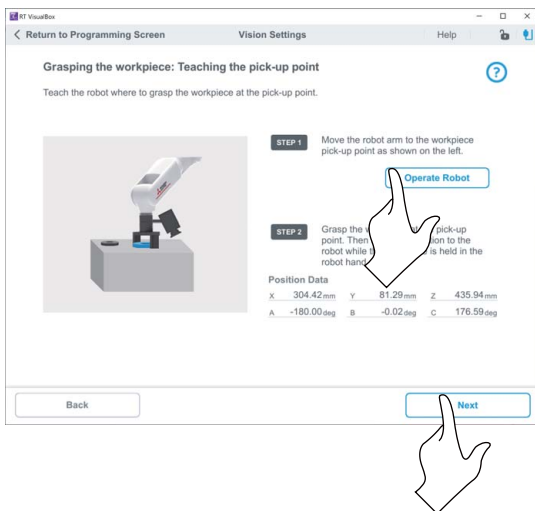 RT VisualBox
Return to Programming Screen Vision Settings Help
Grasping the workpiece: Teaching the pick-up point
Teach the robot where to grasp the workpiece at the pick-up point.
STEP 1 Move the robot arm to the workpiece
pick-up point as shown on the left.
Operate Robot
STEP 2 Grasp the pick-up
point. Then to the
robot while is held in the
robot hand
Position Data
X 304.42 mm Y 81.29 mm Z 435.94 mm
A -180.00 deg B -0.02 deg C 176.59 deg
Back Next